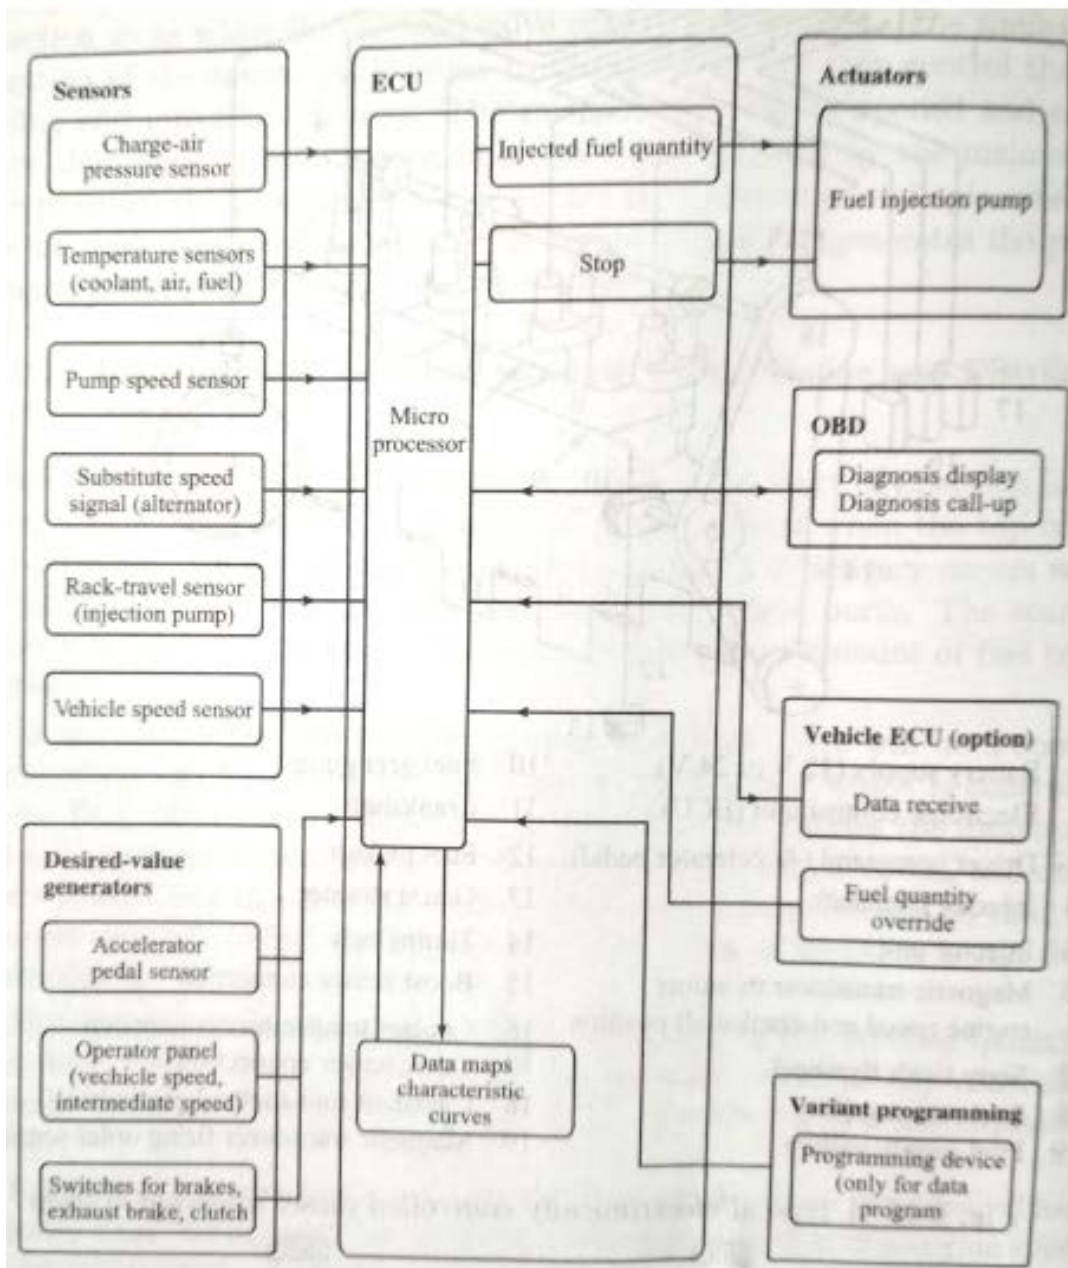 Sensors
Charge-air
pressure sensor
Temperature sensors
(coolant, air, fuel)
Pump speed sensor
Substitute speed
signal (alternator)
Rack-travel sensor
(injection pump)
Vehicle speed sensor
Desired-value
generators
Accelerator
pedal sensor
Operator panel
(vechicle speed,
intermediate speed)
Switches for brakes,
exhaust brake, clutch
ECU
Micro
processor
Injected fuel quantity
Stop
Data maps
characteristic
curves
Actuators
Fuel injection pump
OBD
Diagnosis display
Diagnosis call-up
Vehicle ECU (option)
Data receive
Fuel quantity
override
Variant programming
Programming device
(only for data
program)